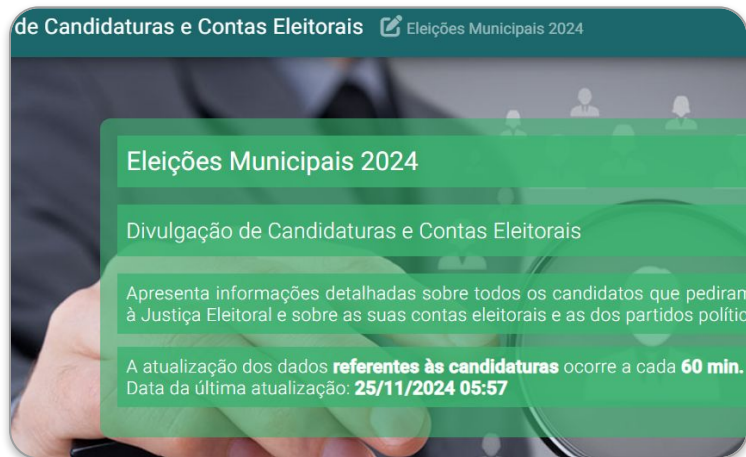 de Candidaturas e Contas Eleitorais Eleições Municipais 2024
Eleições Municipais 2024
Divulgação de Candidaturas e Contas Eleitorais
Apresenta informações detalhadas sobre todos os candidatos que pediram
à Justiça Eleitoral e sobre as suas contas eleitorais e as dos partidos polític
A atualização dos dados referentes às candidaturas ocorre a cada 60 min.
Data da última atualização: 25/11/2024 05:57